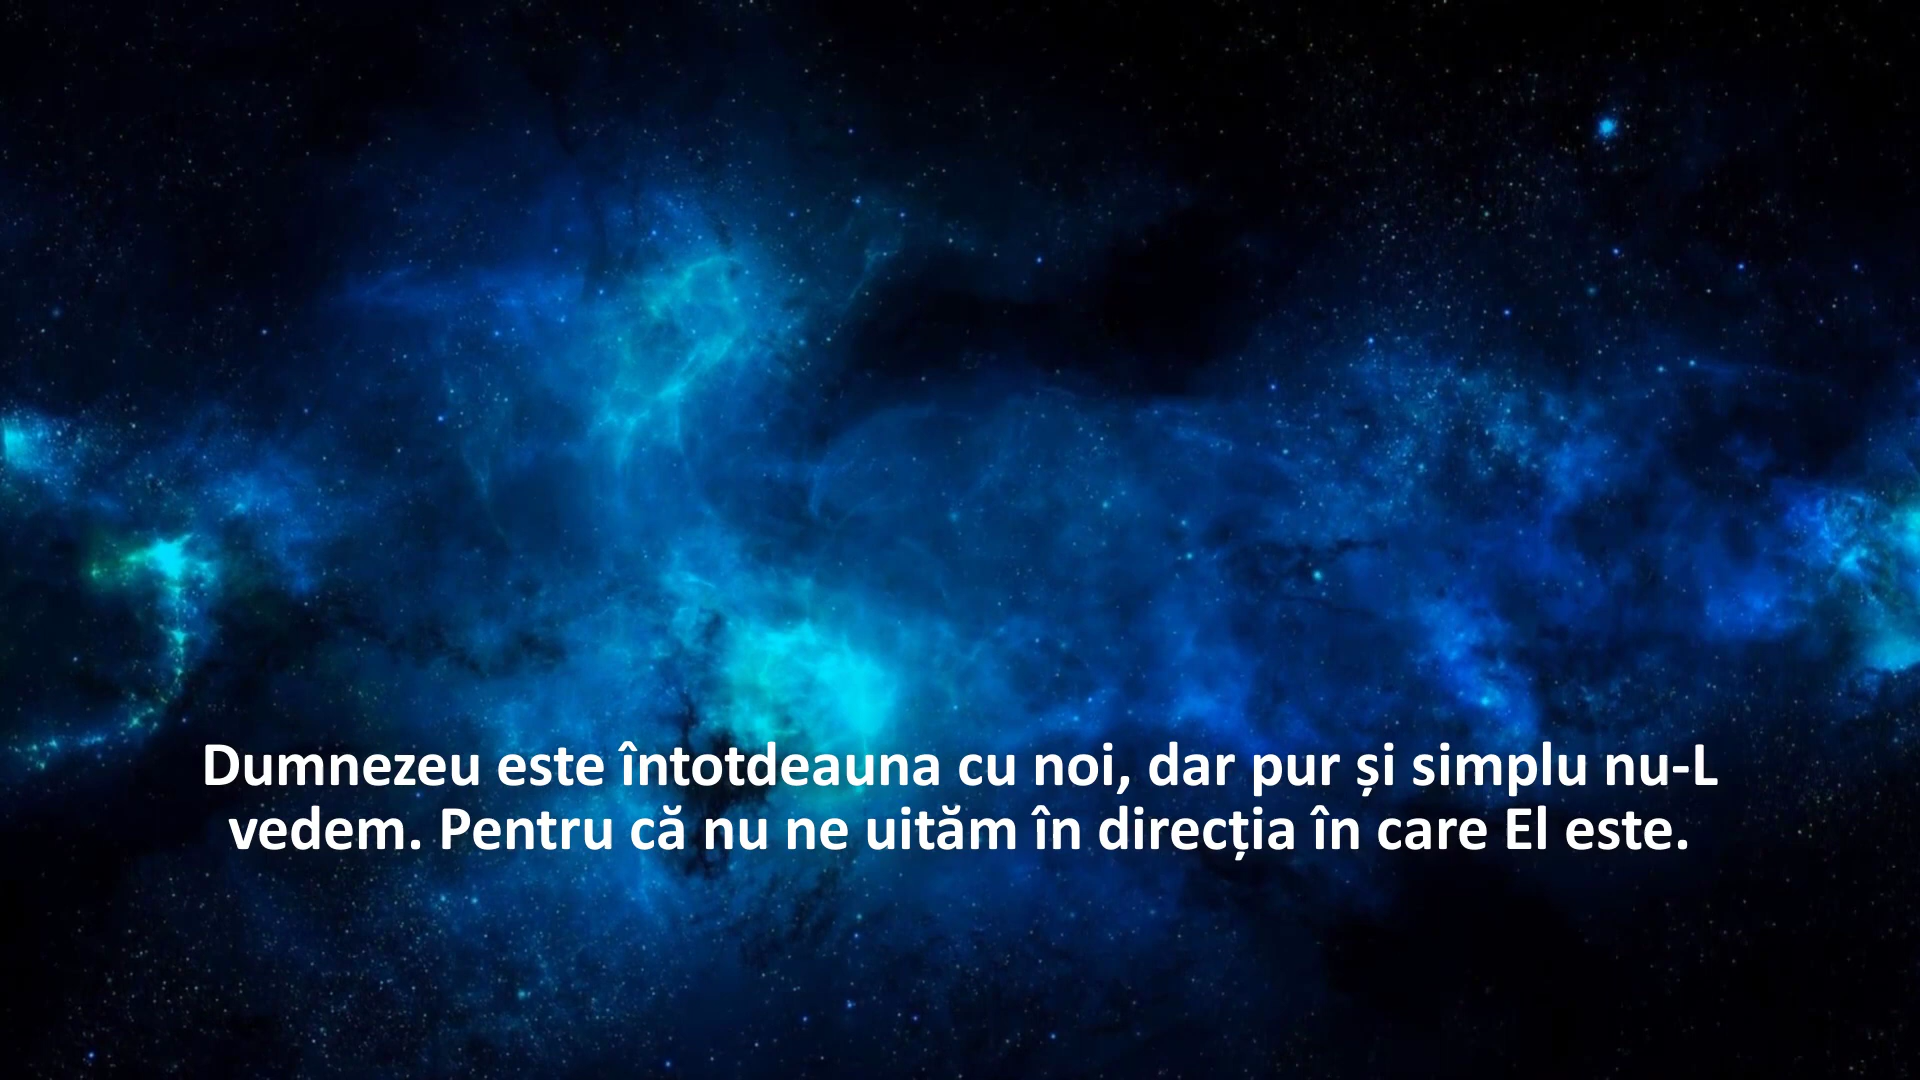 Dumnezeu este întotdeauna cu noi, dar pur și simplu nu-L
vedem. Pentru că nu ne uităm în direcția în care El este.